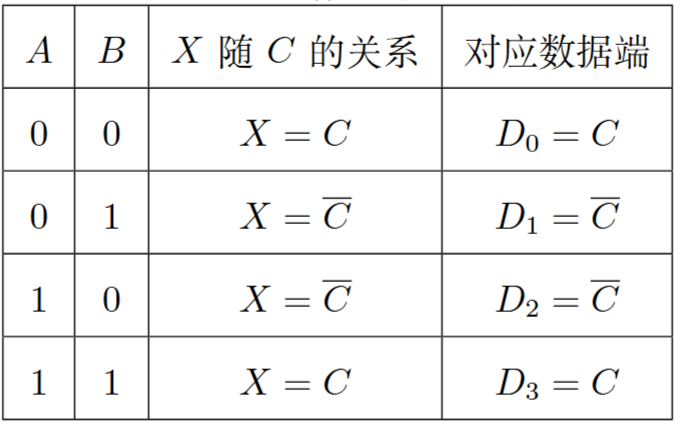 A B X 随 C 的关系 对应数据端
0 0 X = C D₀ = C
0 1 X = C̅ D₁ = C̅
1 0 X = C̅ D₂ = C̅
1 1 X = C D₃ = C